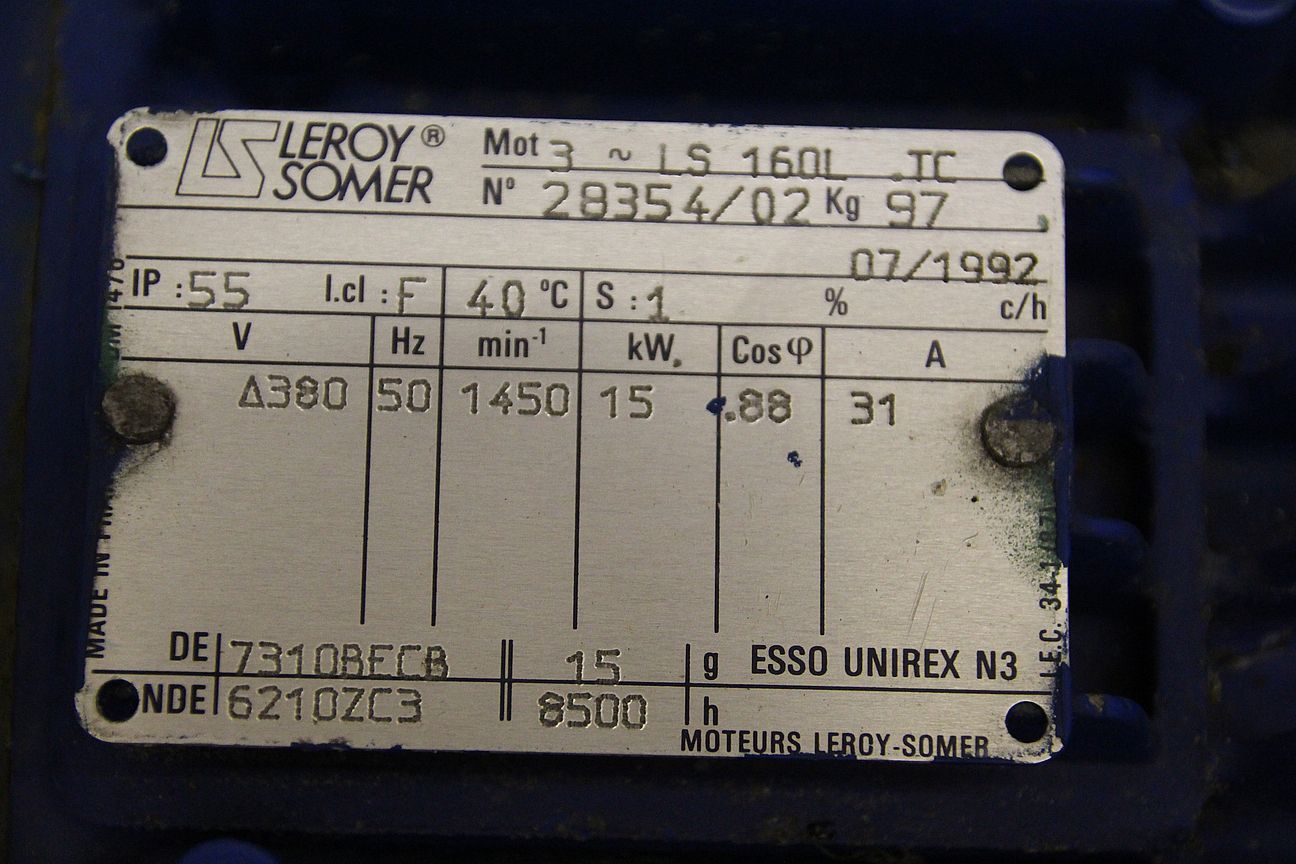 LS LEROY® SOMER
Mot 3 ~ LS 160L .TC
N° 28354/02 Kg 97
07/1992
IP : 55 I.cl : F 40 °C S : 1 % c/h
V Hz min-1 kW Cos φ A
Δ380 50 1450 15 .88 31
DE 7310BECB 15 g ESSO UNIREX N3
NDE 6210ZC3 8500 h
MOTEURS LEROY-SOMER
MADE IN
I.E.C. 34-1